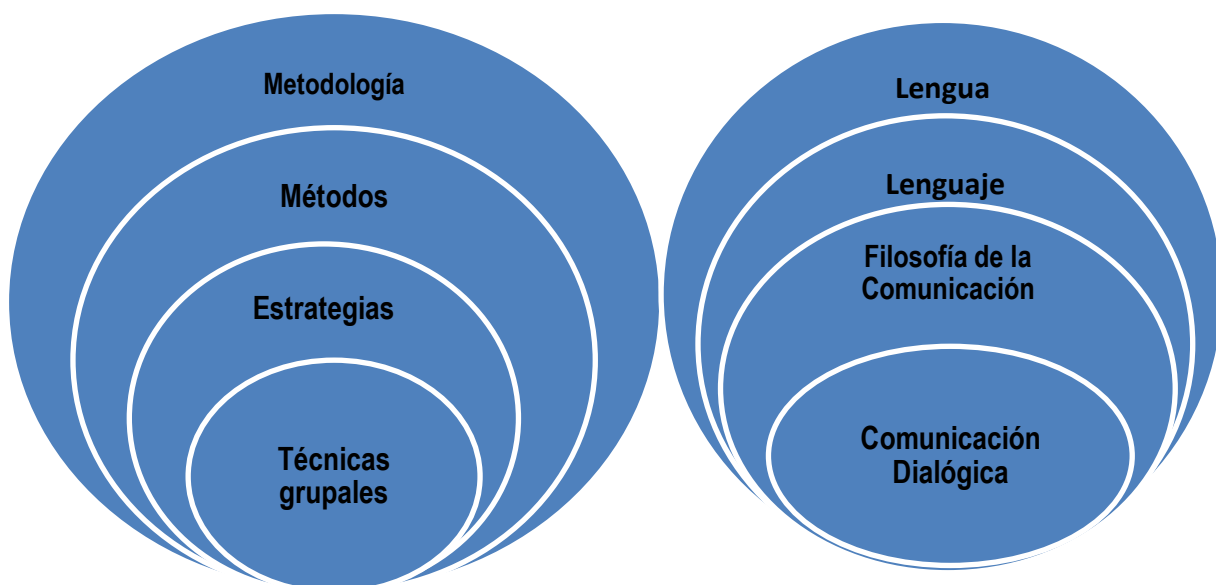 Metodología
Métodos
Estrategias
Técnicas
grupales
Lengua
Lenguaje
Filosofía de la
Comunicación
Comunicación
Dialógica